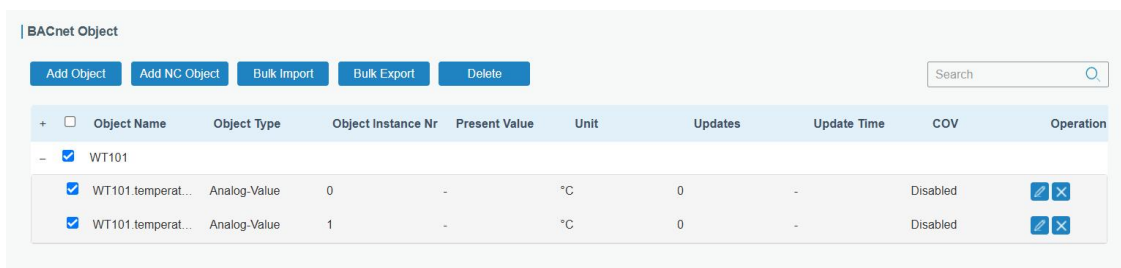 BACnet Object
Add Object Add NC Object Bulk Import Bulk Export Delete Search
+ Object Name Object Type Object Instance Nr Present Value Unit Updates Update Time COV Operation
– WT101
WT101.temperat... Analog-Value 0 - °C 0 - Disabled
WT101.temperat... Analog-Value 1 - °C 0 - Disabled